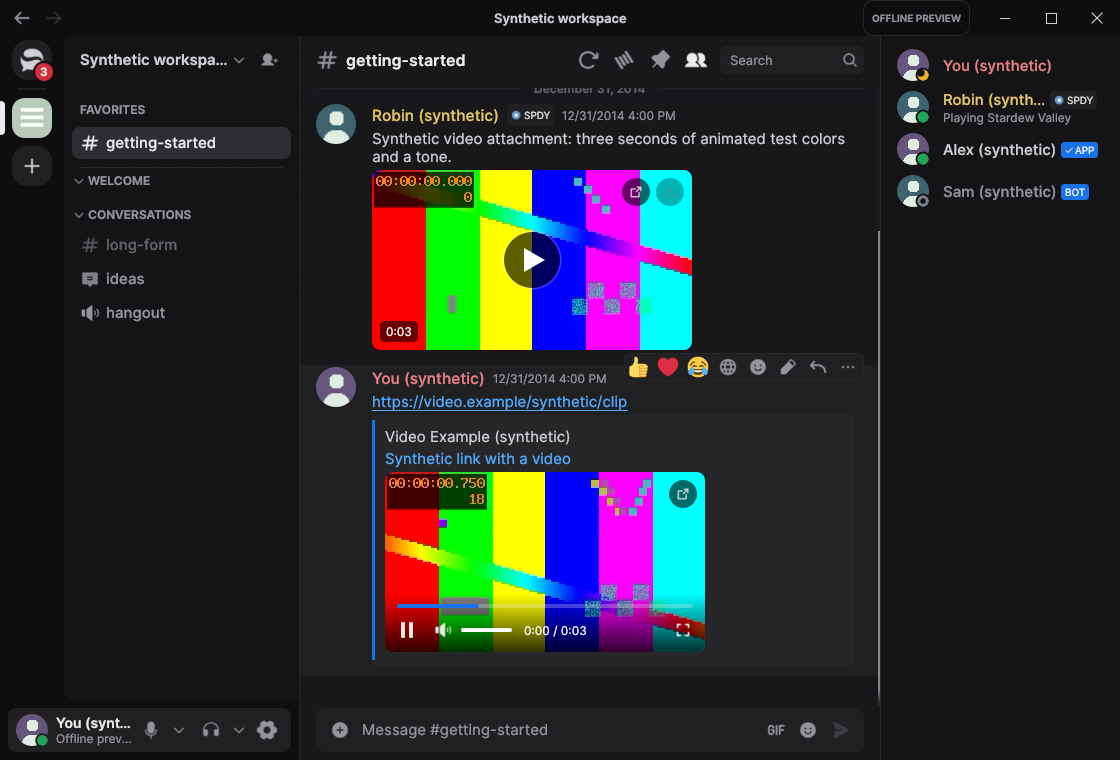 Synthetic workspace
OFFLINE PREVIEW
3
Synthetic workspa...
FAVORITES
getting-started
WELCOME
CONVERSATIONS
long-form
ideas
hangout
You (synt...
Offline prev...
getting-started
Search
December 31, 2014
Robin (synthetic) SPDY 12/31/2014 4:00 PM
Synthetic video attachment: three seconds of animated test colors
and a tone.
00:00:00.000
0
0:03
You (synthetic) 12/31/2014 4:00 PM
https://video.example/synthetic/clip
Video Example (synthetic)
Synthetic link with a video
00:00:00.750
18
0:00 / 0:03
Message #getting-started
GIF
You (synthetic)
Robin (synth... SPDY
Playing Stardew Valley
Alex (synthetic) APP
Sam (synthetic) BOT